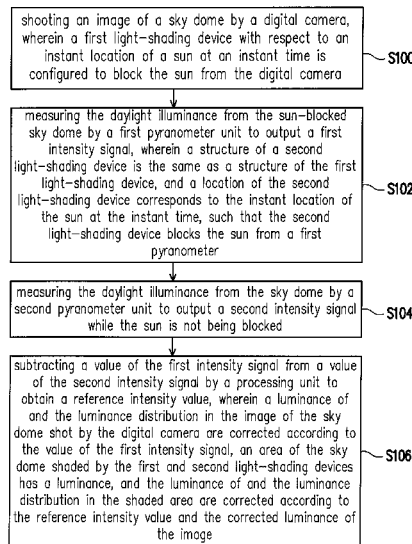 shooting an image of a sky dome by a digital camera,
wherein a first light-shading device with respect to an
instant location of a sun at an instant time is
configured to block the sun from the digital camera
S100
measuring the daylight illuminance from the sun-blocked
sky dome by a first pyranometer unit to output a first
intensity signal, wherein a structure of a second
light-shading device is the same as a structure of the first
light-shading device, and a location of the second
light-shading device corresponds to the instant location of
the sun at the instant time, such that the second
light-shading device blocks the sun from a first
pyranometer
S102
measuring the daylight illuminance from the sky dome by a
second pyranometer unit to output a second intensity signal
while the sun is not being blocked
S104
subtracting a value of the first intensity signal from a value
of the second intensity signal by a processing unit to
obtain a reference intensity value, wherein a luminance of
and the luminance distribution in the image of the sky
dome shot by the digital camera are corrected according to
the value of the first intensity signal, an area of the sky
dome shaded by the first and second light-shading devices
has a luminance, and the luminance of and the luminance
distribution in the shaded area are corrected according to
the reference intensity value and the corrected luminance of
the image
S106